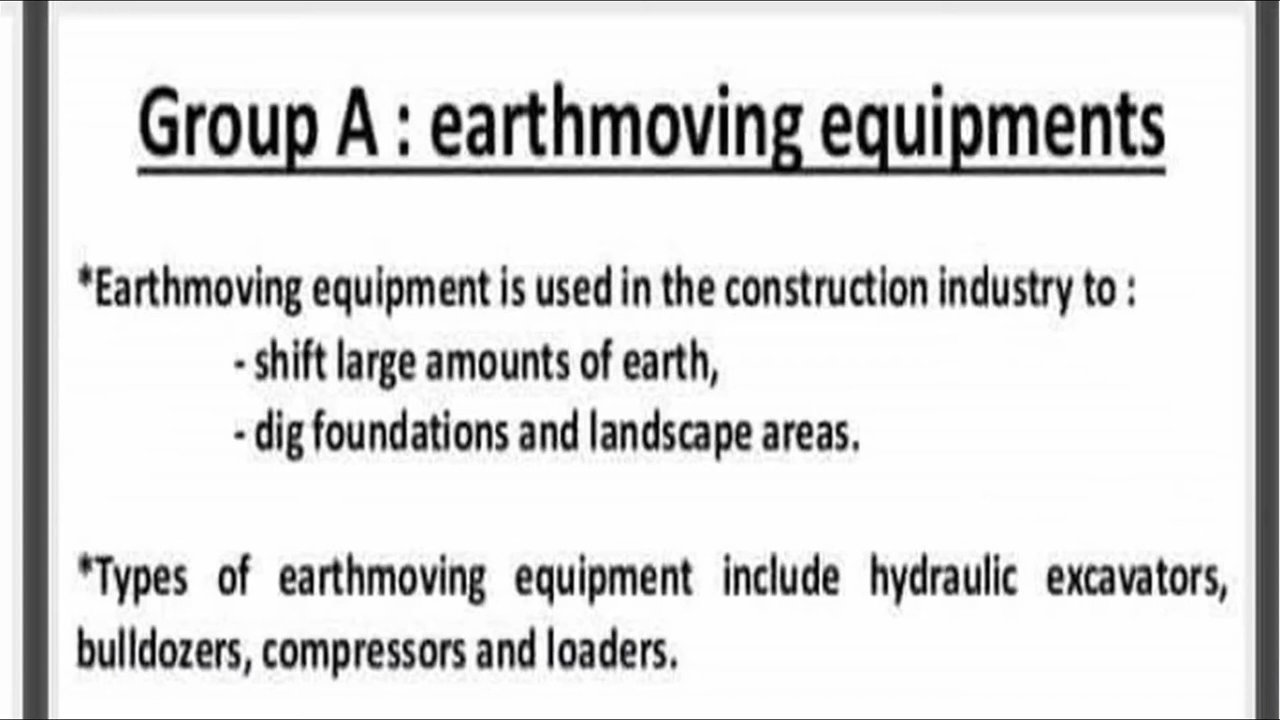 Group A : earthmoving equipments
*Earthmoving equipment is used in the construction industry to :
- shift large amounts of earth,
- dig foundations and landscape areas.
*Types of earthmoving equipment include hydraulic excavators,
bulldozers, compressors and loaders.